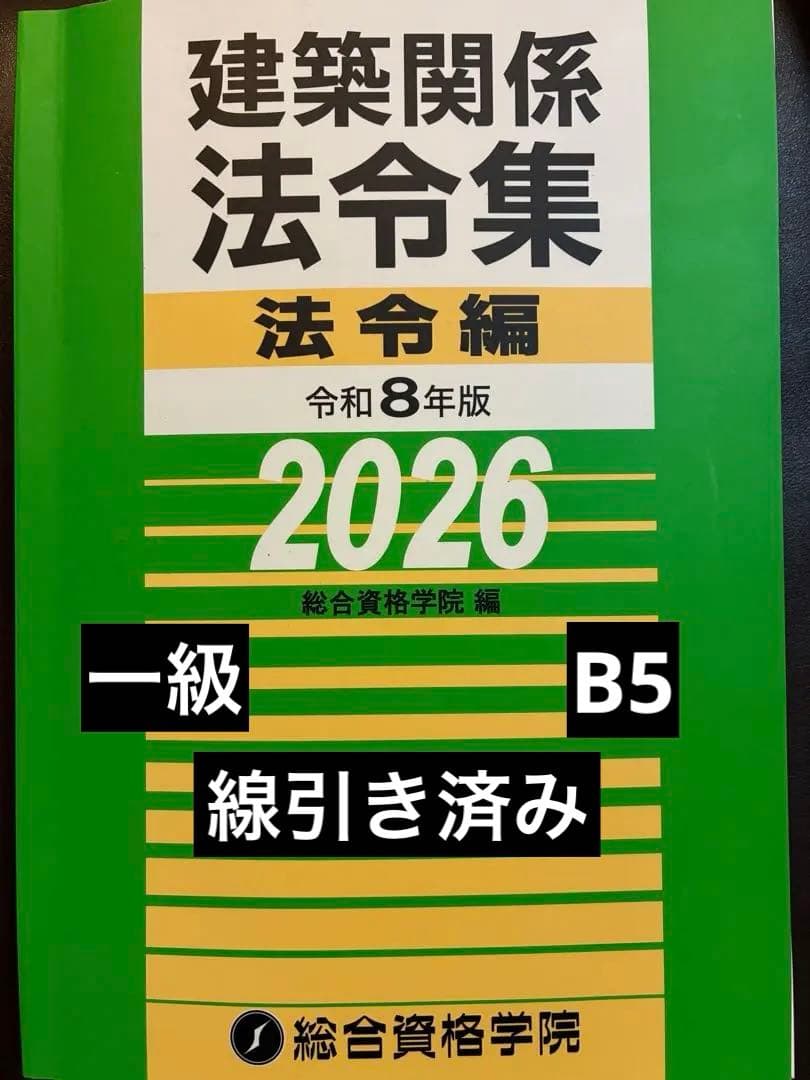 建築関係
法令集
法令編
令和8年版
2026
総合資格学院 編
一級
B5
線引き済み
総合資格学院